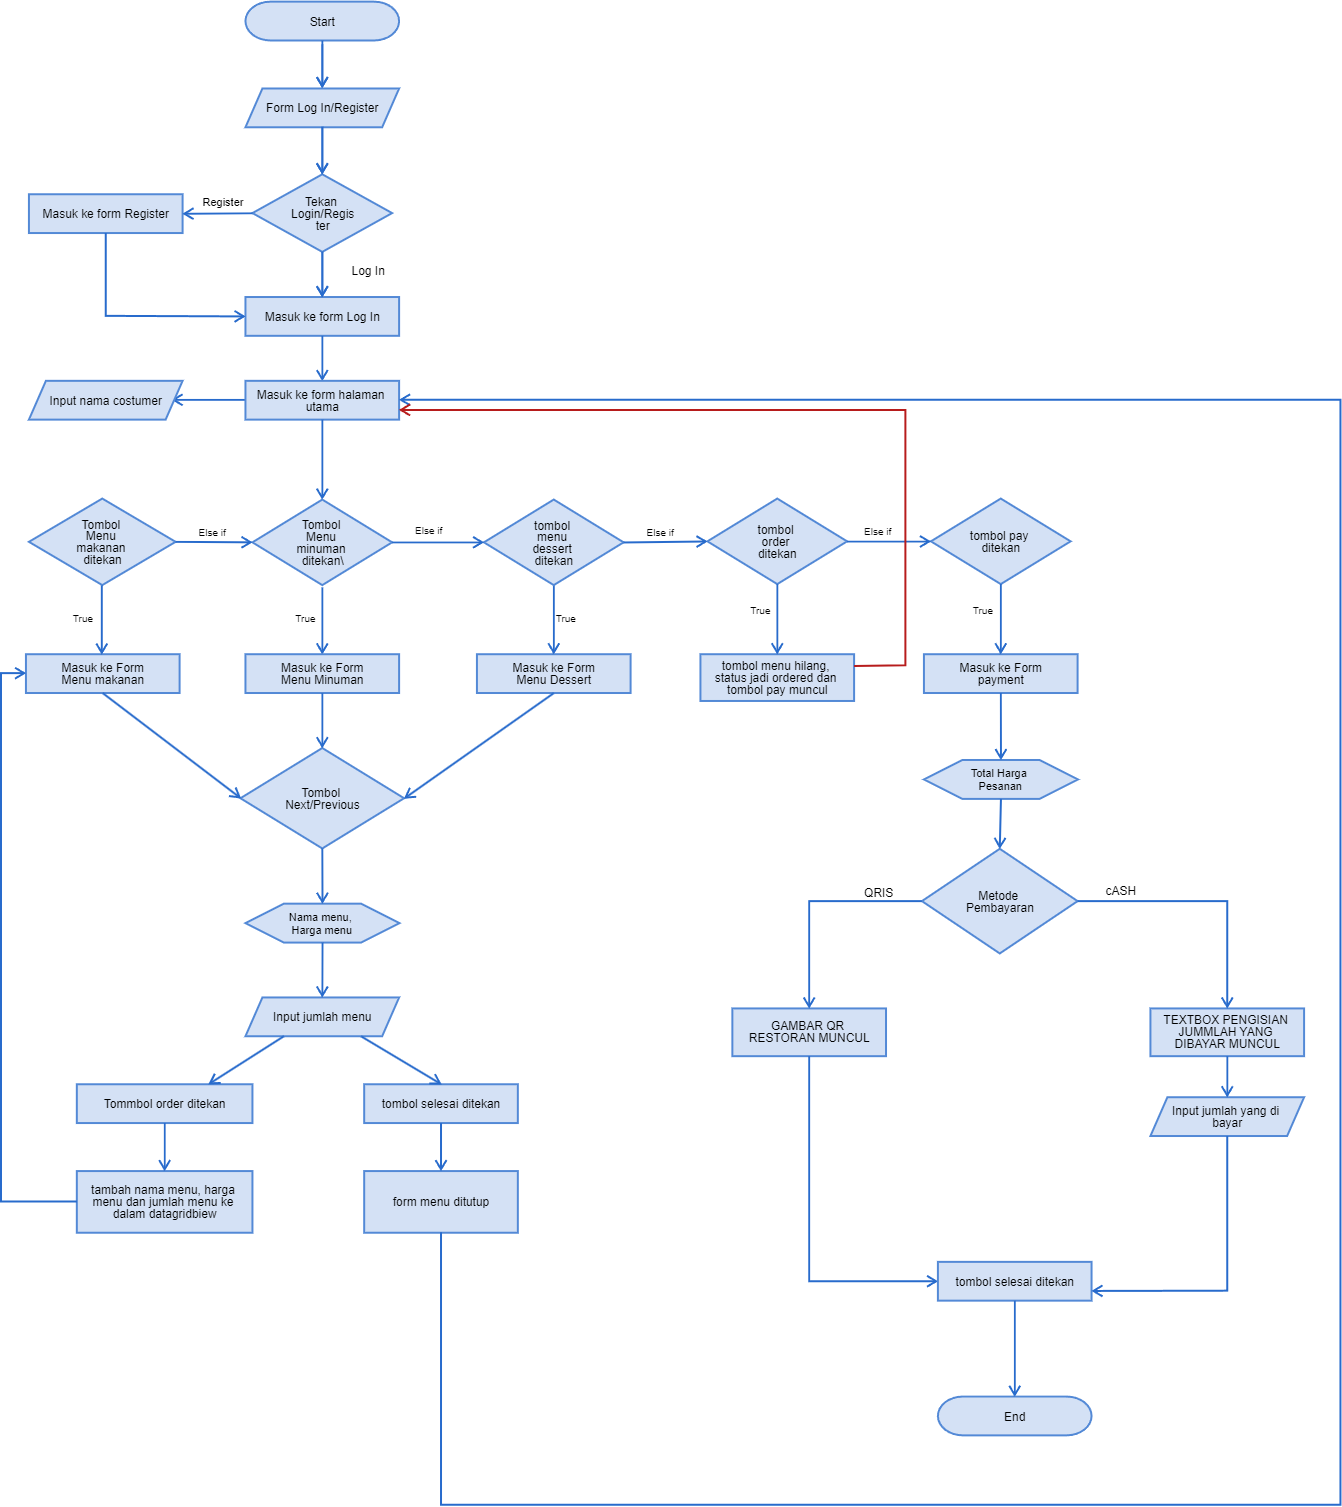 Start
Form Log In/Register
Tekan
Login/Regis
ter
Register
Masuk ke form Register
Log In
Masuk ke form Log In
Masuk ke form halaman
utama
Input nama costumer
Tombol
Menu
makanan
ditekan
Else if
Tombol
Menu
minuman
ditekan\
Else if
tombol
menu
dessert
ditekan
Else if
tombol
order
ditekan
Else if
tombol pay
ditekan
True
True
True
True
True
Masuk ke Form
Menu makanan
Masuk ke Form
Menu Minuman
Masuk ke Form
Menu Dessert
tombol menu hilang,
status jadi ordered dan
tombol pay muncul
Masuk ke Form
payment
Tombol
Next/Previous
Total Harga
Pesanan
Nama menu,
Harga menu
Metode
Pembayaran
QRIS
cASH
Input jumlah menu
GAMBAR QR
RESTORAN MUNCUL
TEXTBOX PENGISIAN
JUMMLAH YANG
DIBAYAR MUNCUL
Tommbol order ditekan
tombol selesai ditekan
Input jumlah yang di
bayar
tambah nama menu, harga
menu dan jumlah menu ke
dalam datagridbiew
form menu ditutup
tombol selesai ditekan
End